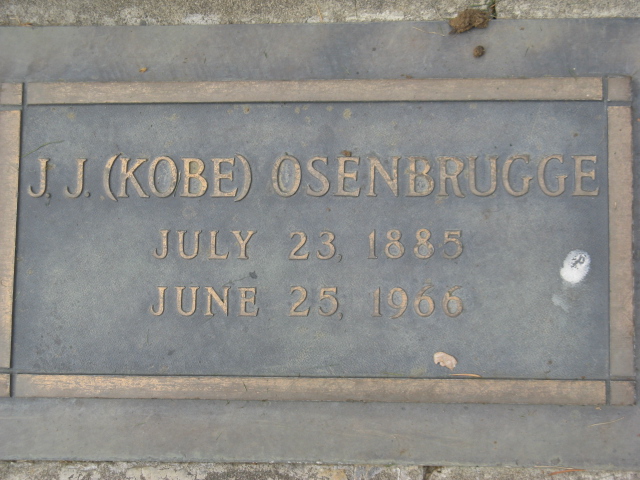 J. J. (KOBE) OSENBRUGGE
JULY 23, 1885
JUNE 25, 1966